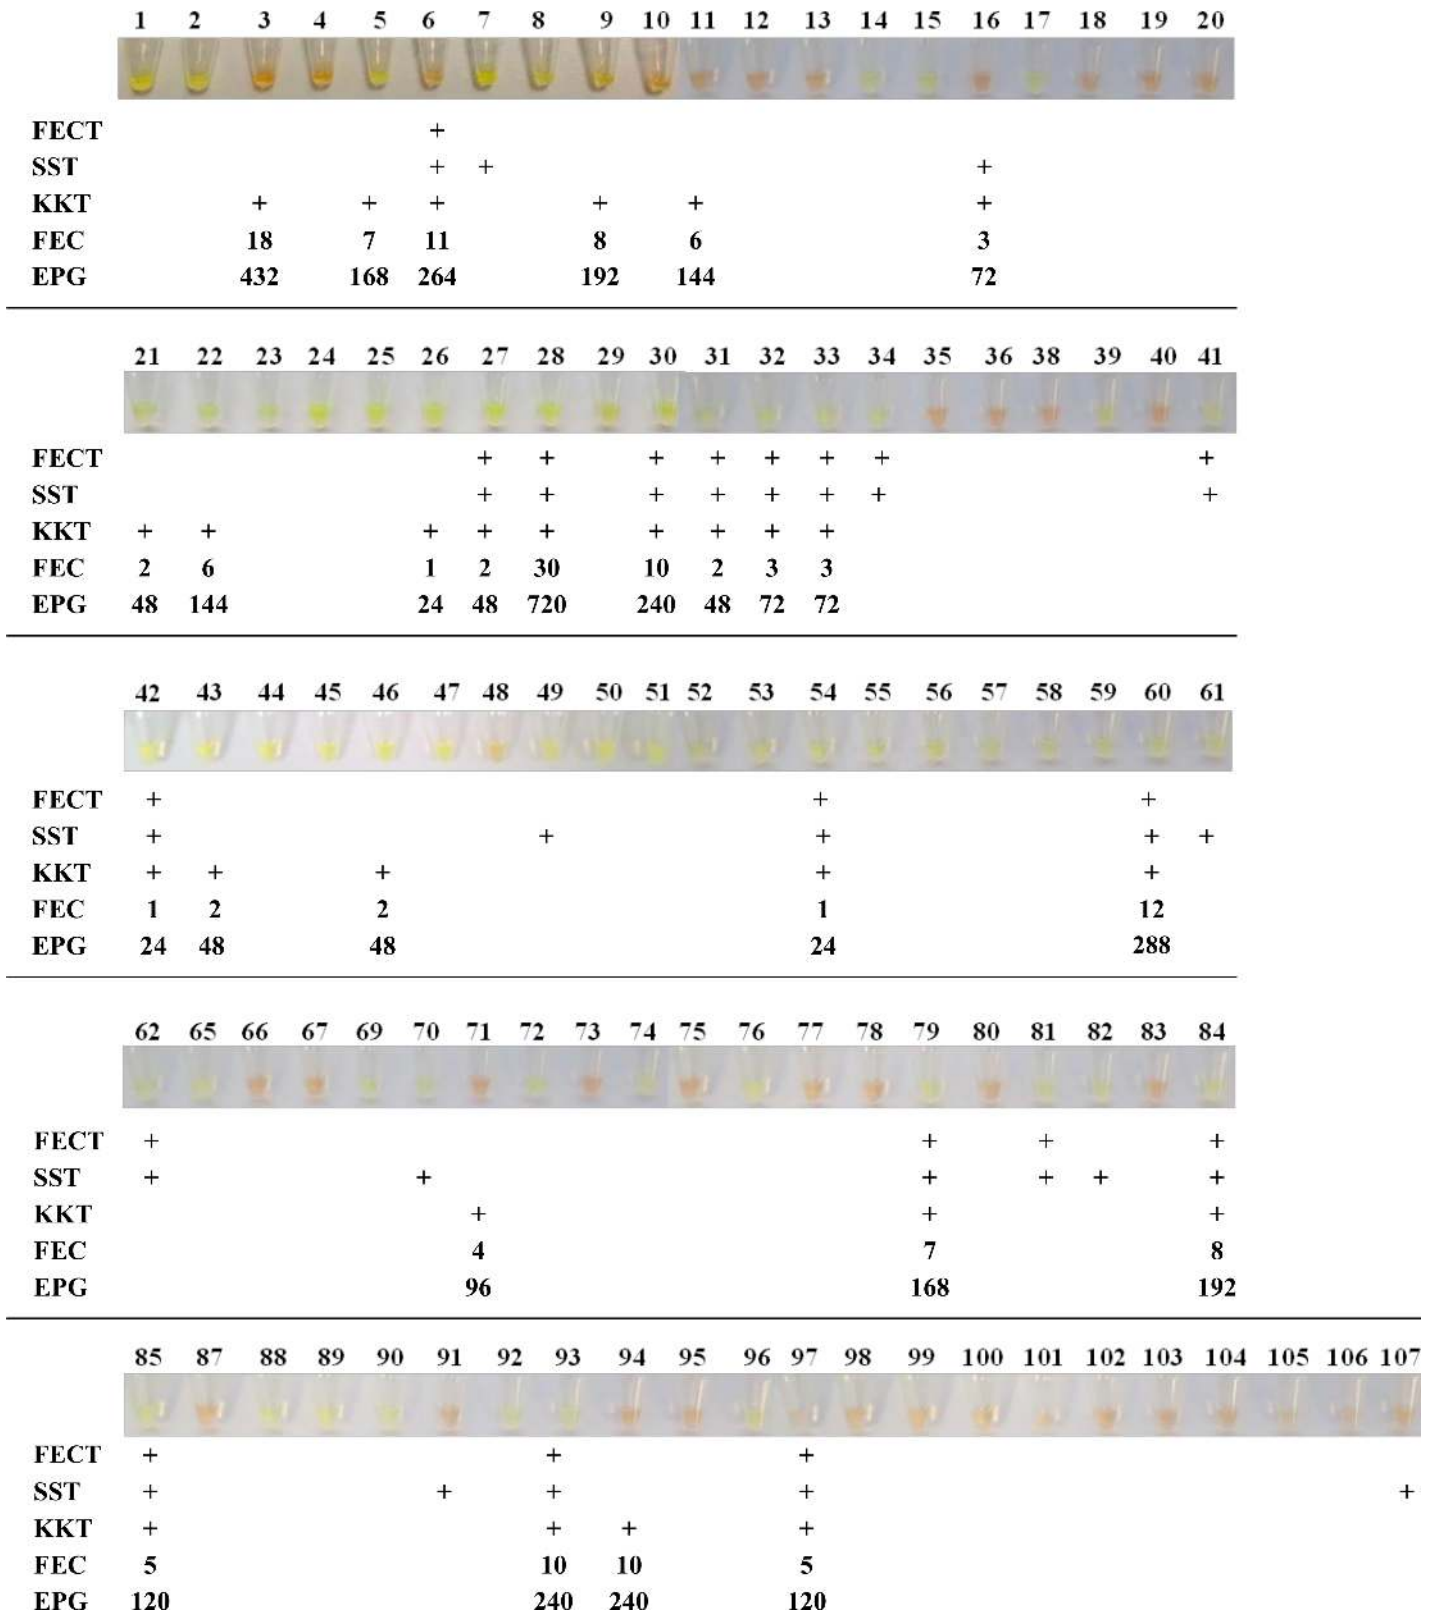 1 2 3 4 5 6 7 8 9 10 11 12 13 14 15 16 17 18 19 20
FECT +
SST + + +
KKT + + + + + +
FEC 18 7 11 8 6 3
EPG 432 168 264 192 144 72
21 22 23 24 25 26 27 28 29 30 31 32 33 34 35 36 38 39 40 41
FECT + + + + + + + +
SST + + + + + + + +
KKT + + + + + + + + +
FEC 2 6 1 2 30 10 2 3 3
EPG 48 144 24 48 720 240 48 72 72
42 43 44 45 46 47 48 49 50 51 52 53 54 55 56 57 58 59 60 61
FECT + + +
SST + + + + +
KKT + + + + +
FEC 1 2 2 1 12
EPG 24 48 48 24 288
62 65 66 67 69 70 71 72 73 74 75 76 77 78 79 80 81 82 83 84
FECT + + + +
SST + + + + + +
KKT + + +
FEC 4 7 8
EPG 96 168 192
85 87 88 89 90 91 92 93 94 95 96 97 98 99 100 101 102 103 104 105 106 107
FECT + + +
SST + + + + +
KKT + + + +
FEC 5 10 10 5
EPG 120 240 240 120